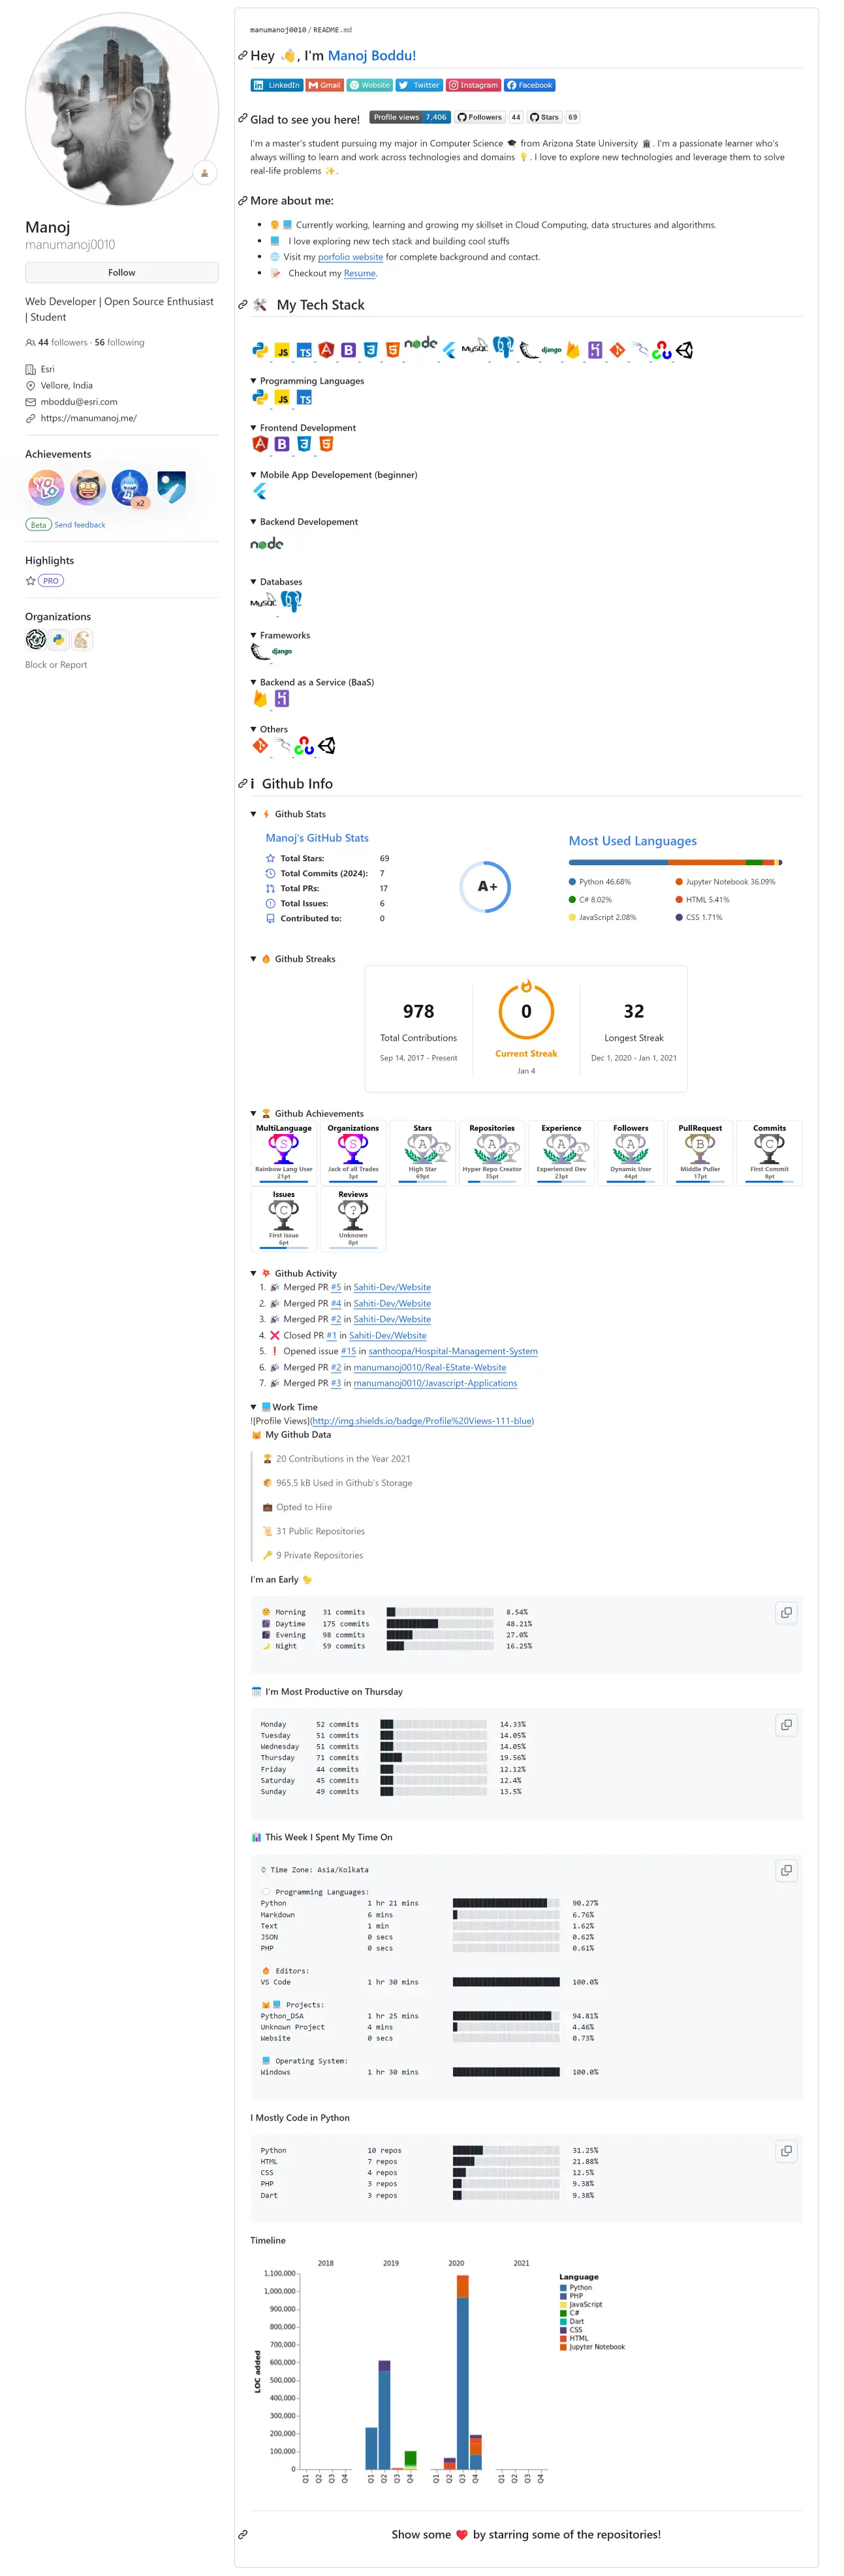 Manoj
manumanoj0010
Follow
Web Developer | Open Source Enthusiast
| Student
44 followers · 56 following
Esri
Vellore, India
mboddu@esri.com
https://manumanoj.me/
Achievements
YOLO
x2
Beta Send feedback
Highlights
PRO
Organizations
Block or Report
manumanoj0010 / README.md
Hey 👋, I'm Manoj Boddu!
LinkedIn Gmail Website Twitter Instagram Facebook
Glad to see you here! Profile views 7,406 Followers 44 Stars 69
I'm a master's student pursuing my major in Computer Science 🎓 from Arizona State University 🏛. I'm a passionate learner who's
always willing to learn and work across technologies and domains 💡. I love to explore new technologies and leverage them to solve
real-life problems ✨.
More about me:
• Currently working, learning and growing my skillset in Cloud Computing, data structures and algorithms.
• I love exploring new tech stack and building cool stuffs
• Visit my porfolio website for complete background and contact.
• Checkout my Resume.
🛠 My Tech Stack
JS TS B node MySQL django
Programming Languages
JS TS
Frontend Development
B
Mobile App Development (beginner)
Backend Developement
node
Databases
MySQL
Frameworks
django
Backend as a Service (BaaS)
Others
ℹ Github Info
⚡ Github Stats
Manoj's GitHub Stats
Total Stars: 69
Total Commits (2024): 7
Total PRs: 17
Total Issues: 6
Contributed to: 0
A+
Most Used Languages
Python 46.68% Jupyter Notebook 36.09%
C# 8.02% HTML 5.41%
JavaScript 2.08% CSS 1.71%
🔥 Github Streaks
978 0 32
Total Contributions Current Streak Longest Streak
Sep 14, 2017 - Present Jan 4 Dec 1, 2020 - Jan 1, 2021
🏆 Github Achievements
MultiLanguage Organizations Stars Repositories Experience Followers PullRequest Commits
S S A A A A A A A B C
Rainbow Lang User Jack of all Trades High Star Hyper Repo Creator Experienced Dev Dynamic User Middle Puller First Commit
21pt 3pt 69pt 35pt 23pt 44pt 17pt 8pt
Issues Reviews
C ?
First Issue Unknown
6pt 0pt
Github Activity
1. 🎉 Merged PR #5 in Sahiti-Dev/Website
2. 🎉 Merged PR #4 in Sahiti-Dev/Website
3. 🎉 Merged PR #2 in Sahiti-Dev/Website
4. ❌ Closed PR #1 in Sahiti-Dev/Website
5. ❗ Opened issue #15 in santhoopa/Hospital-Management-System
6. 🎉 Merged PR #2 in manumanoj0010/Real-EState-Website
7. 🎉 Merged PR #3 in manumanoj0010/Javascript-Applications
Work Time
![Profile Views](http://img.shields.io/badge/Profile%20Views-111-blue)
🐱 My Github Data
🏆 20 Contributions in the Year 2021
📦 965.5 kB Used in Github's Storage
💼 Opted to Hire
📜 31 Public Repositories
🔑 9 Private Repositories
I'm an Early 🐤
🌞 Morning 31 commits 8.54%
🌆 Daytime 175 commits 48.21%
🌃 Evening 98 commits 27.0%
🌙 Night 59 commits 16.25%
📅 I'm Most Productive on Thursday
Monday 52 commits 14.33%
Tuesday 51 commits 14.05%
Wednesday 51 commits 14.05%
Thursday 71 commits 19.56%
Friday 44 commits 12.12%
Saturday 45 commits 12.4%
Sunday 49 commits 13.5%
📊 This Week I Spent My Time On
Time Zone: Asia/Kolkata
💬 Programming Languages:
Python 1 hr 21 mins 90.27%
Markdown 6 mins 6.76%
Text 1 min 1.62%
JSON 0 secs 0.62%
PHP 0 secs 0.61%
🔥 Editors:
VS Code 1 hr 30 mins 100.0%
🐱💻 Projects:
Python_DSA 1 hr 25 mins 94.81%
Unknown Project 4 mins 4.46%
Website 0 secs 0.73%
💻 Operating System:
Windows 1 hr 30 mins 100.0%
I Mostly Code in Python
Python 10 repos 31.25%
HTML 7 repos 21.88%
CSS 4 repos 12.5%
PHP 3 repos 9.38%
Dart 3 repos 9.38%
Timeline
2018 2019 2020 2021
1,100,000
1,000,000
900,000
800,000
700,000
600,000
500,000
400,000
300,000
200,000
100,000
0
LOC added
Q1 Q2 Q3 Q4 Q1 Q2 Q3 Q4 Q1 Q2 Q3 Q4 Q1 Q2 Q3 Q4
Language
Python
PHP
JavaScript
C#
Dart
CSS
HTML
Jupyter Notebook
Show some ❤️ by starring some of the repositories!